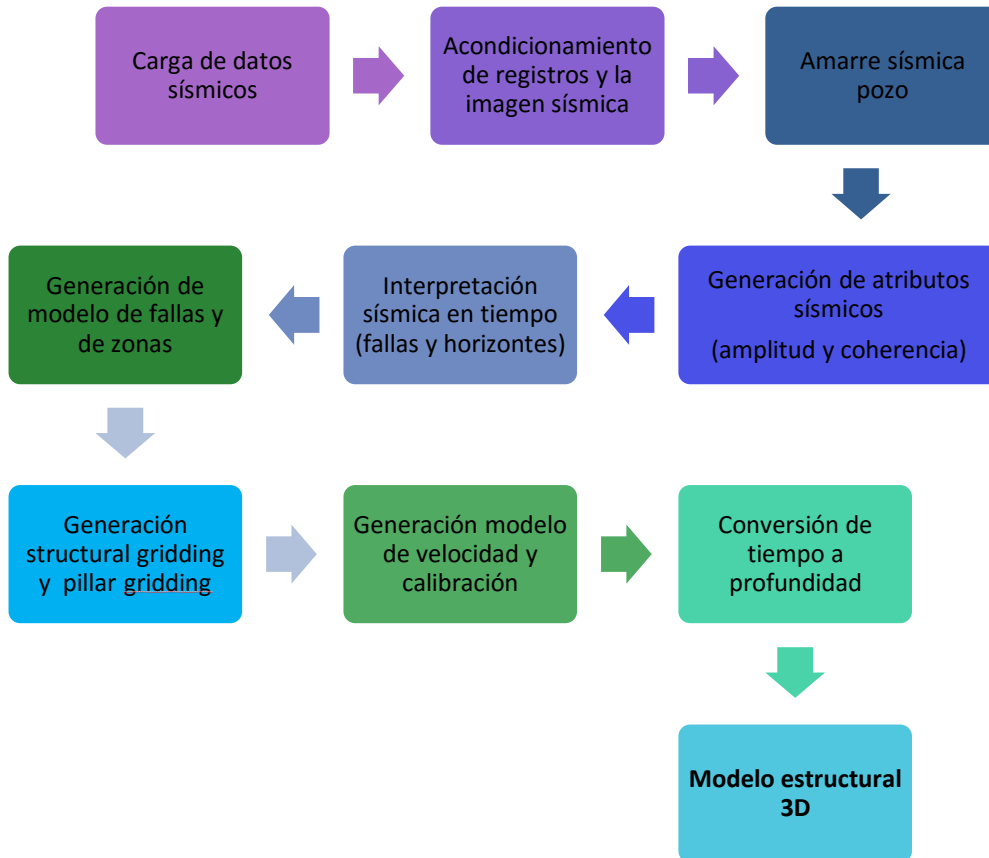 Carga de datos
sísmicos
Acondicionamiento
de registros y la
imagen sísmica
Amarre sísmica
pozo
Generación de atributos
sísmicos
(amplitud y coherencia)
Interpretación
sísmica en tiempo
(fallas y horizontes)
Generación de
modelo de fallas y
de zonas
Generación
structural gridding
y pillar gridding
Generación modelo
de velocidad y
calibración
Conversión de
tiempo a
profundidad
Modelo estructural
3D